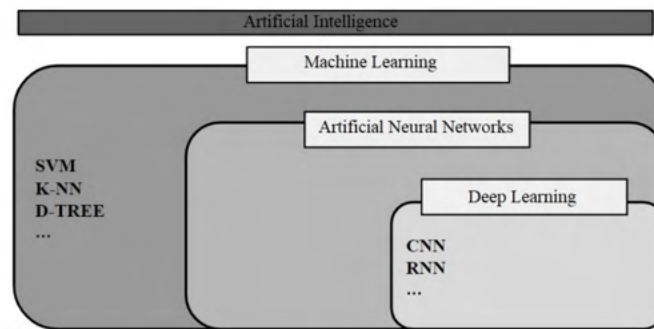 Artificial Intelligence
Machine Learning
Artificial Neural Networks
SVM
K-NN
D-TREE
...
Deep Learning
CNN
RNN
...